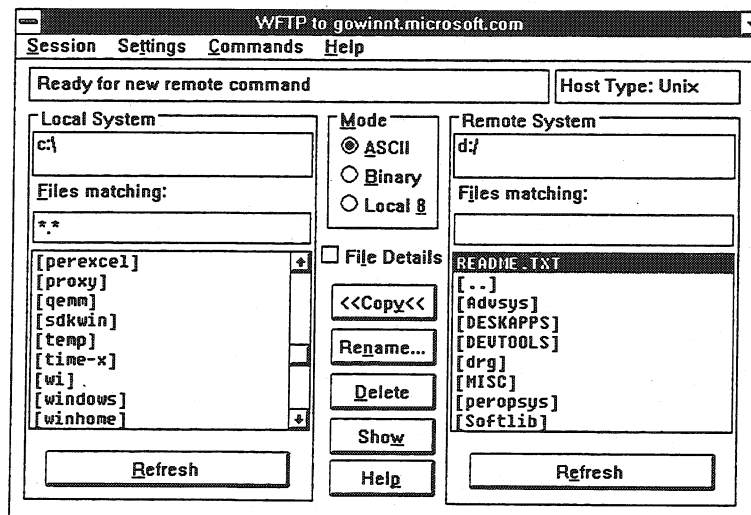 WFTP to gowinnt.microsoft.com
Session Settings Commands Help
Ready for new remote command
Host Type: Unix
Local System
c:\
Files matching:
*.*
[perexcel]
[proxy]
[qemm]
[sdkwin]
[temp]
[time-x]
[wi]
[windows]
[winhome]
Refresh
Mode
ASCII
Binary
Local 8
File Details
<<Copy<<
Rename...
Delete
Show
Help
Remote System
d:/
Files matching:
README.TXT
[..]
[Advsys]
[DESKAPPS]
[DEVTOOLS]
[drg]
[MISC]
[peropsys]
[Softlib]
Refresh